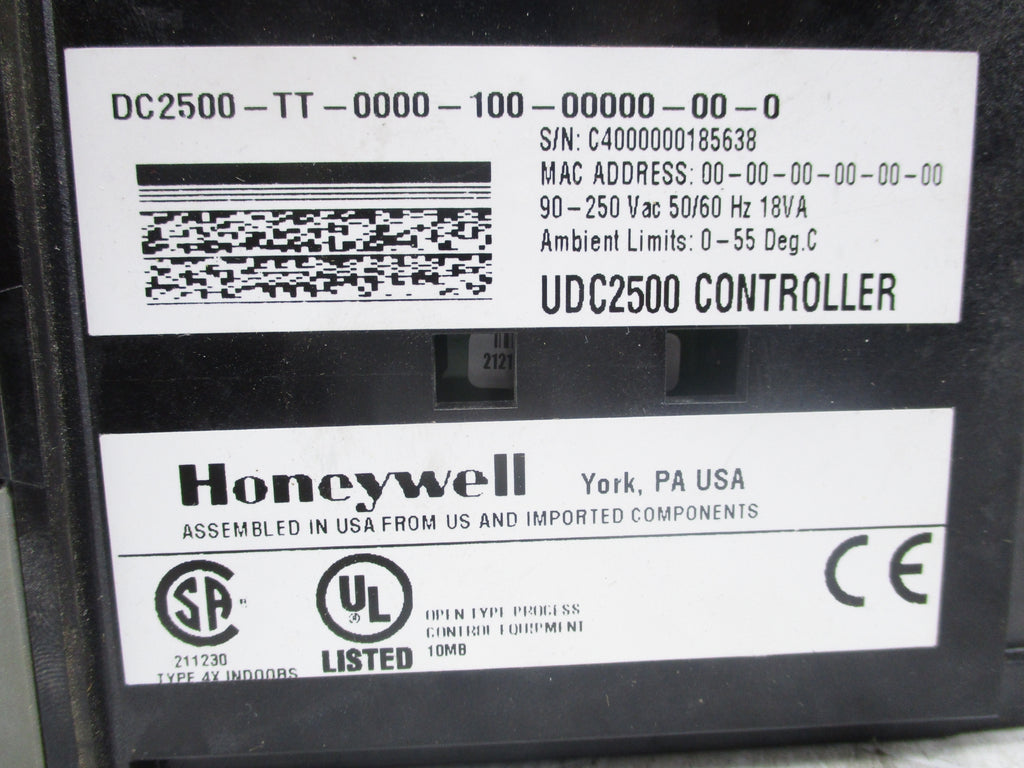 DC2500-TT-0000-100-00000-00-0
S/N: C4000000185638
MAC ADDRESS: 00-00-00-00-00-00
90-250 Vac 50/60 Hz 18VA
Ambient Limits: 0-55 Deg.C
UDC2500 CONTROLLER
2121
Honeywell York, PA USA
ASSEMBLED IN USA FROM US AND IMPORTED COMPONENTS
SA
UL
CE
OPEN TYPE PROCESS
CONTROL EQUIPMENT
10MB
LISTED
211230
TYPE 4X INDOORS